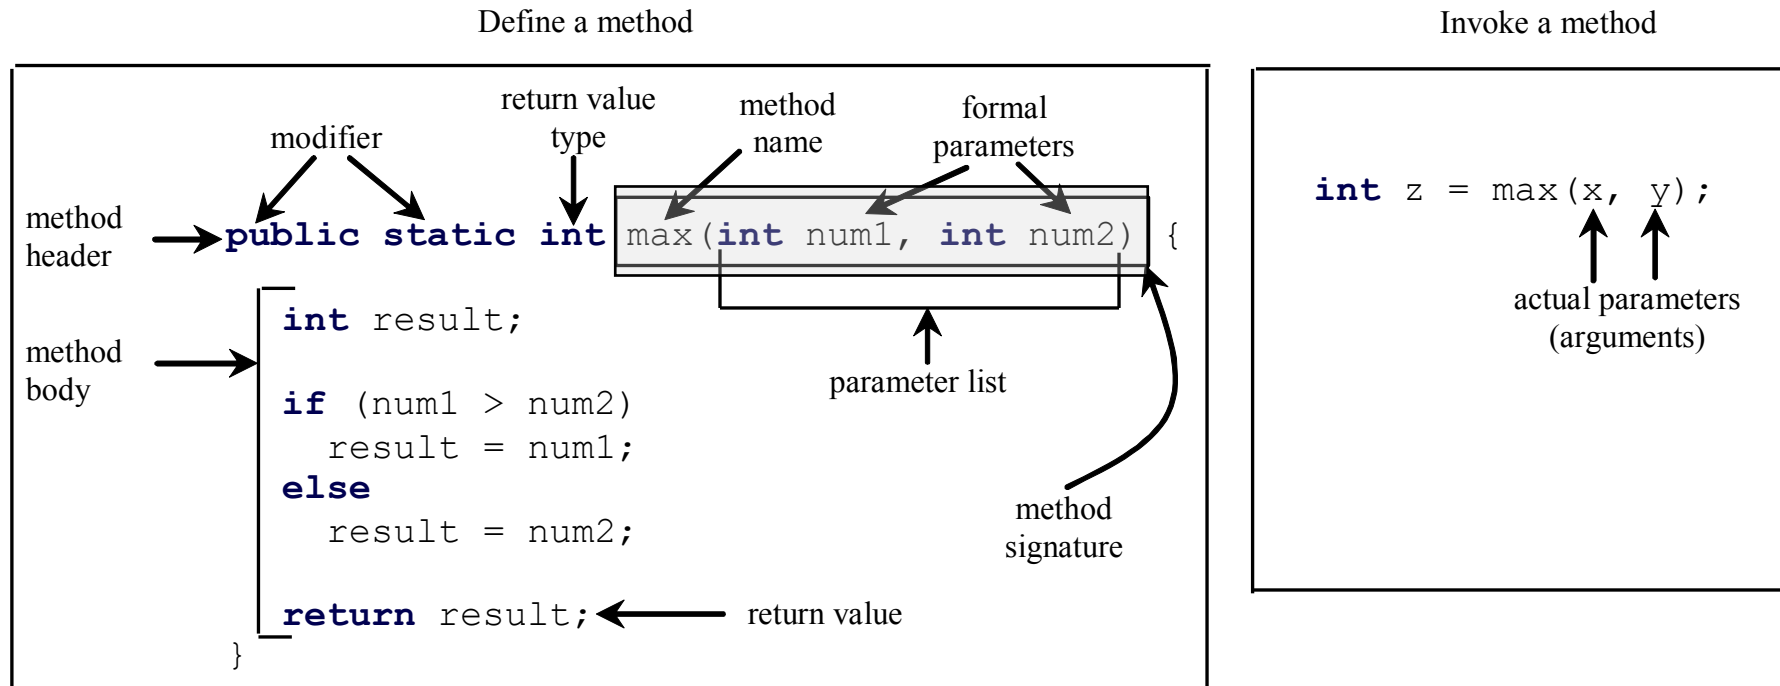 Define a method
Invoke a method
return value
type
method
name
formal
parameters
modifier
method
header
public static int max(int num1, int num2) {
int result;
if (num1 > num2)
result = num1;
else
result = num2;
return result;
}
method
body
parameter list
method
signature
return value
int z = max(x, y);
actual parameters
(arguments)